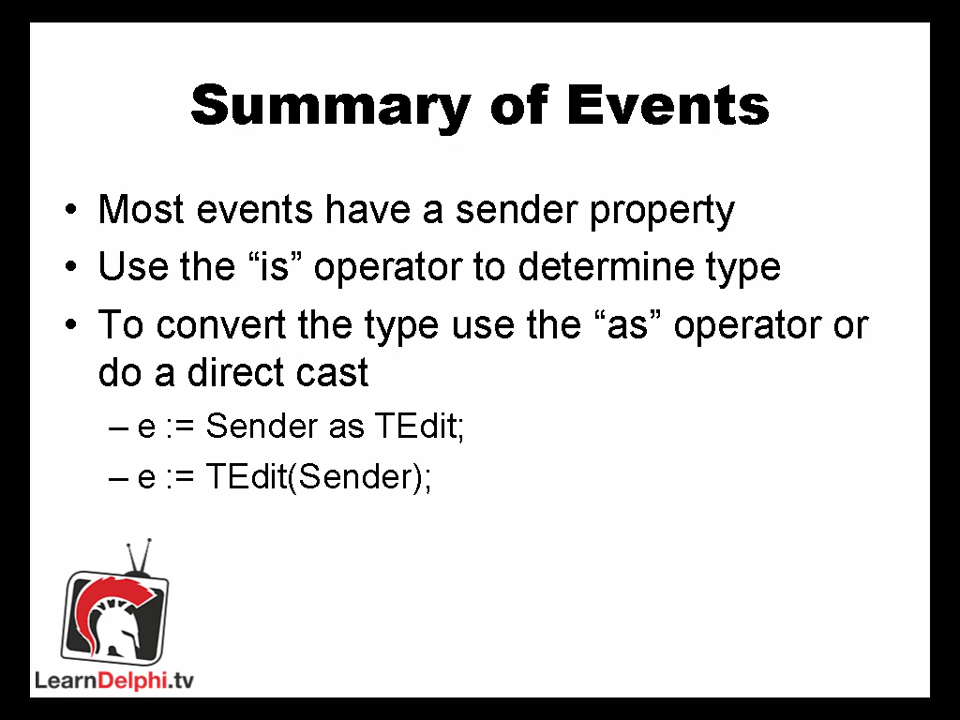 Summary of Events
• Most events have a sender property
• Use the “is” operator to determine type
• To convert the type use the “as” operator or
do a direct cast
– e := Sender as TEdit;
– e := TEdit(Sender);
LearnDelphi.tv